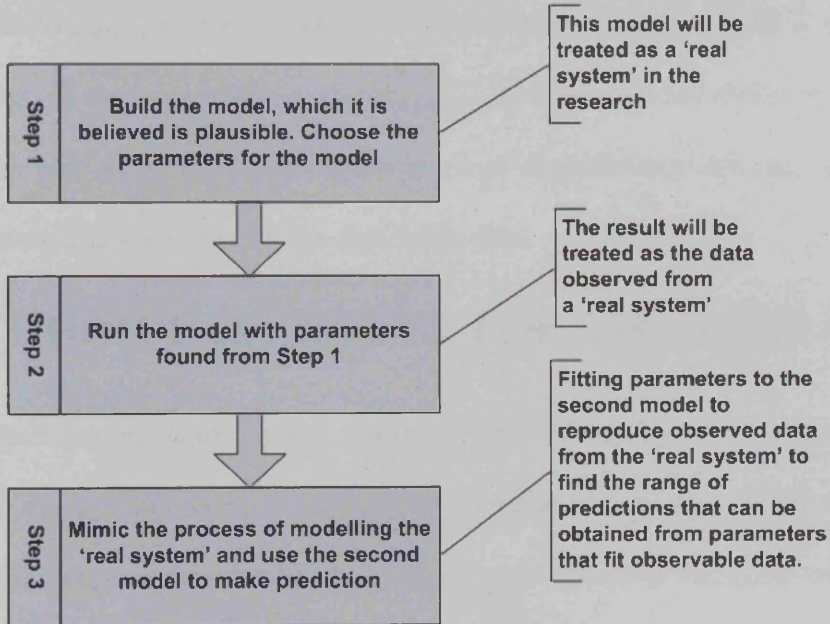 Step 1
Build the model, which it is
believed is plausible. Choose the
parameters for the model
This model will be
treated as a 'real
system' in the
research
Step 2
Run the model with parameters
found from Step 1
The result will be
treated as the data
observed from
a 'real system'
Step 3
Mimic the process of modelling the
'real system' and use the second
model to make prediction
Fitting parameters to the
second model to
reproduce observed data
from the 'real system' to
find the range of
predictions that can be
obtained from parameters
that fit observable data.